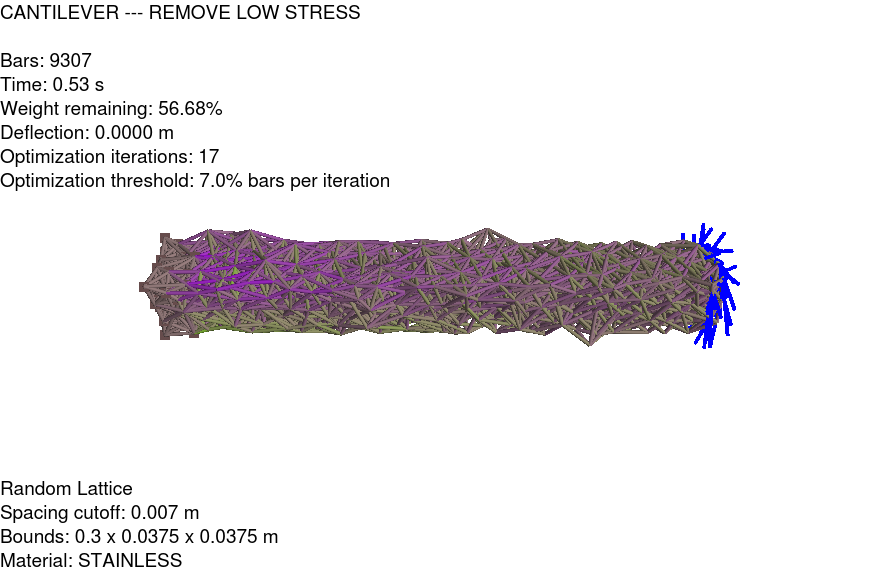 CANTILEVER --- REMOVE LOW STRESS
Bars: 9307
Time: 0.53 s
Weight remaining: 56.68%
Deflection: 0.0000 m
Optimization iterations: 17
Optimization threshold: 7.0% bars per iteration
Random Lattice
Spacing cutoff: 0.007 m
Bounds: 0.3 x 0.0375 x 0.0375 m
Material: STAINLESS